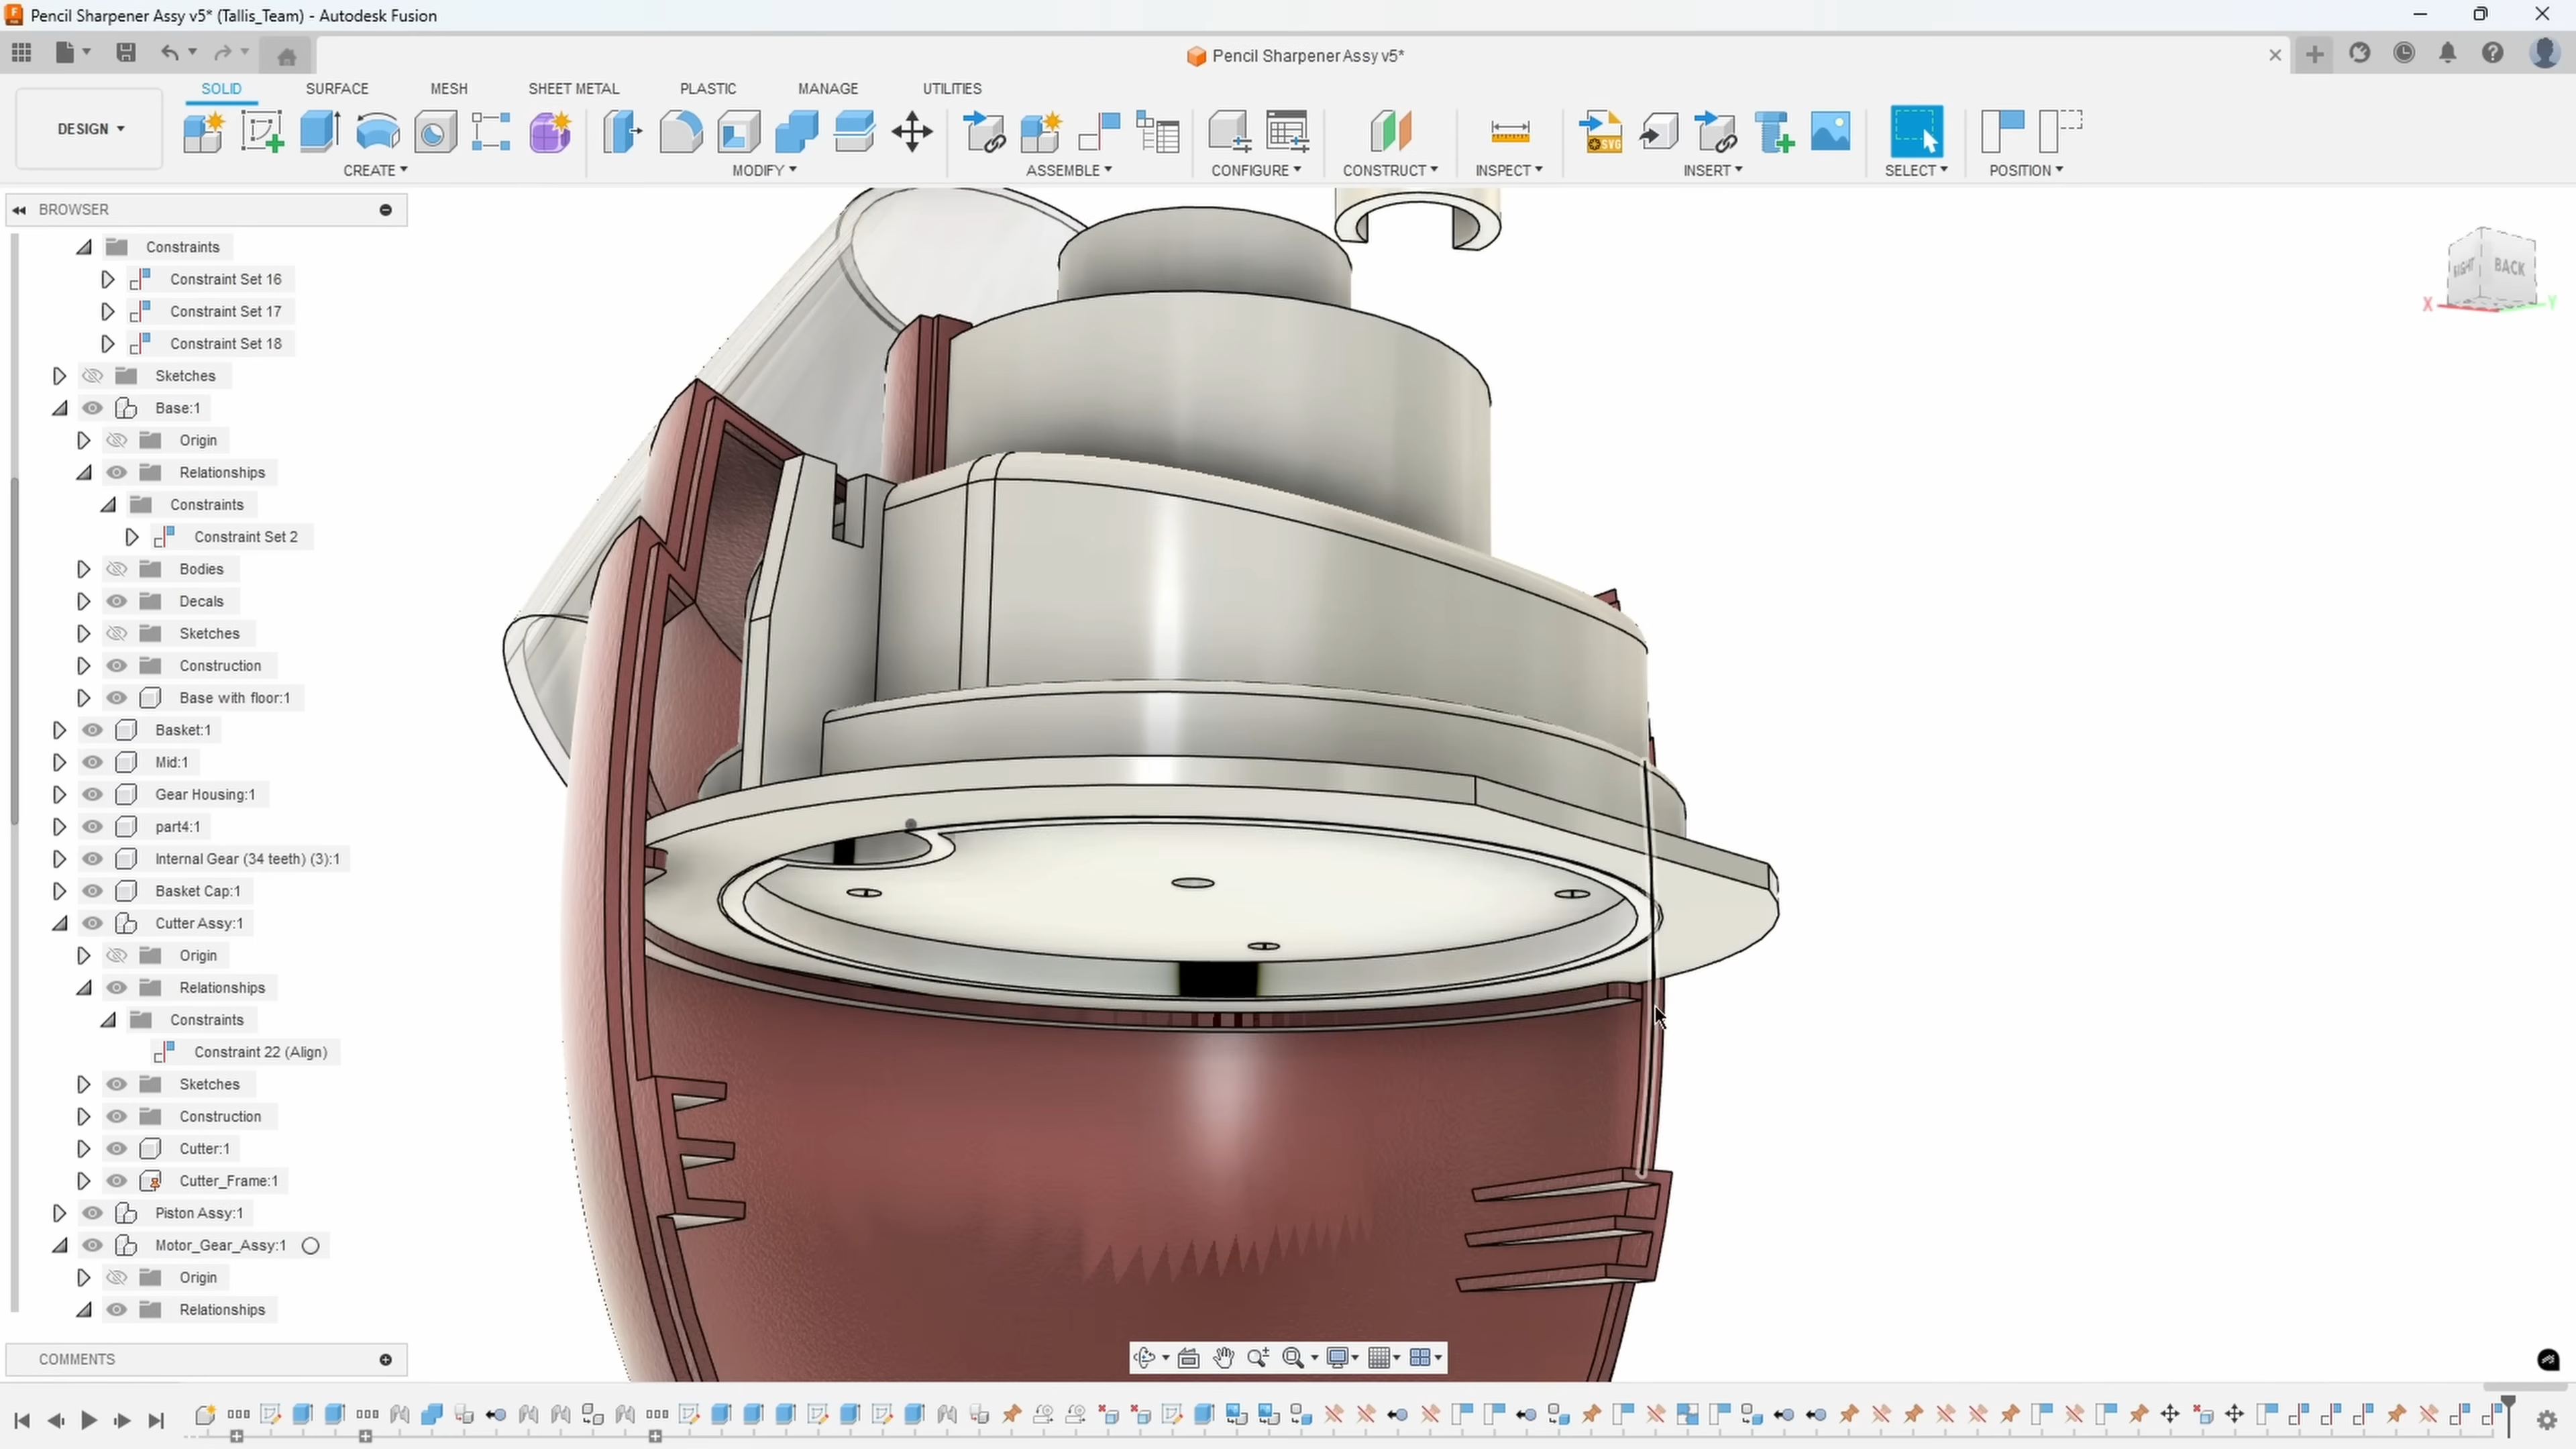 Pencil Sharpener Assy v5* (Tallis_Team) - Autodesk Fusion
Pencil Sharpener Assy v5*
SOLID SURFACE MESH SHEET METAL PLASTIC MANAGE UTILITIES
DESIGN
SVG
CREATE MODIFY ASSEMBLE CONFIGURE CONSTRUCT INSPECT INSERT SELECT POSITION
BROWSER
Constraints
Constraint Set 16
Constraint Set 17
Constraint Set 18
Sketches
Base:1
Origin
Relationships
Constraints
Constraint Set 2
Bodies
Decals
Sketches
Construction
Base with floor:1
Basket:1
Mid:1
Gear Housing:1
part4:1
Internal Gear (34 teeth) (3):1
Basket Cap:1
Cutter Assy:1
Origin
Relationships
Constraints
Constraint 22 (Align)
Sketches
Construction
Cutter:1
Cutter_Frame:1
Piston Assy:1
Motor_Gear_Assy:1
Origin
Relationships
RIGHT BACK
X Y
COMMENTS